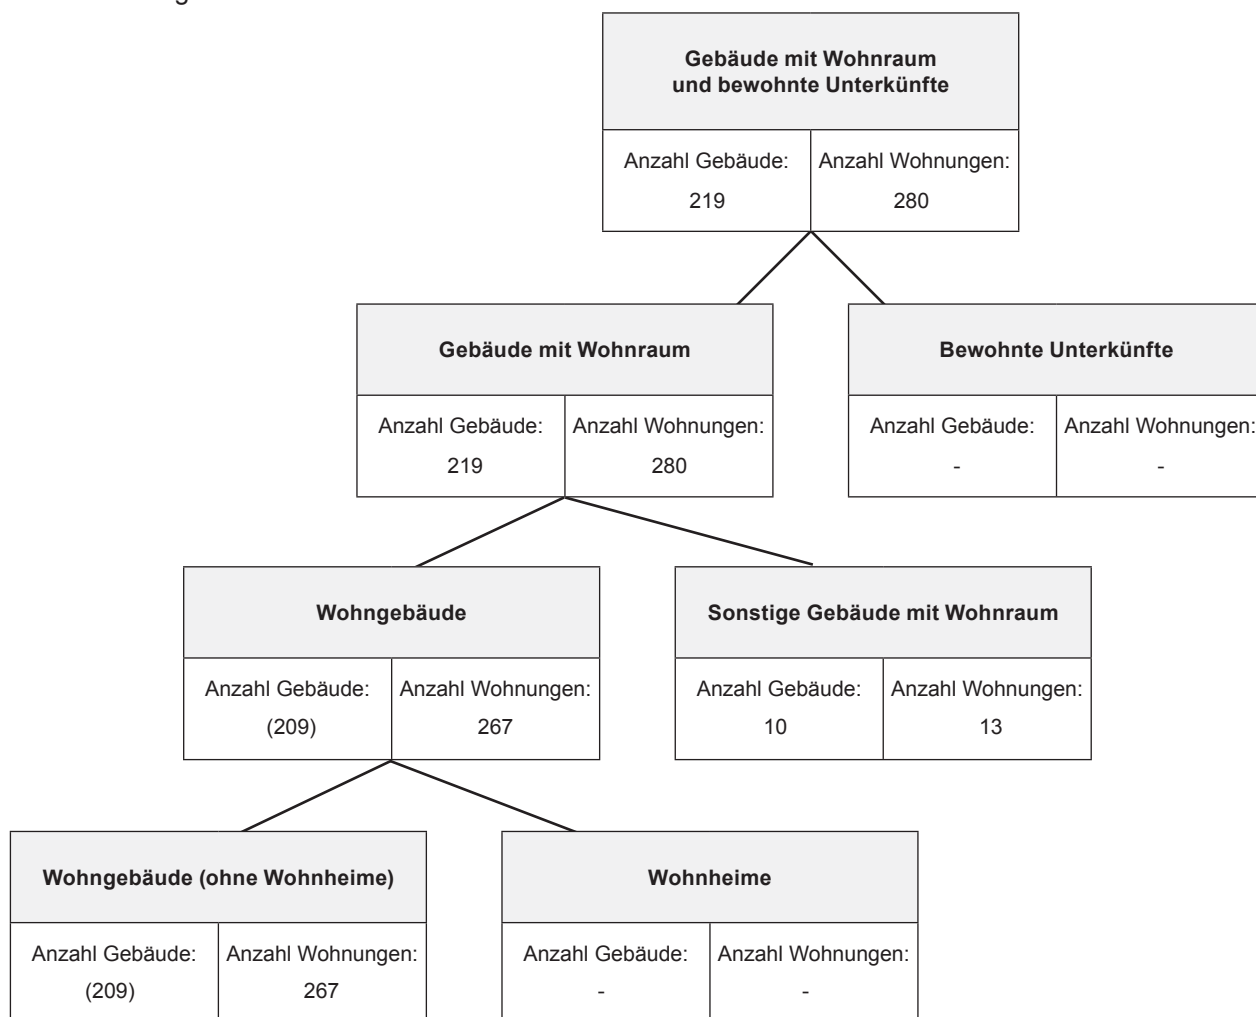 Gebäude mit Wohnraum
und bewohnte Unterkünfte
Anzahl Gebäude: Anzahl Wohnungen:
219 280
Gebäude mit Wohnraum
Anzahl Gebäude: Anzahl Wohnungen:
219 280
Bewohnte Unterkünfte
Anzahl Gebäude: Anzahl Wohnungen:
- -
Wohngebäude
Anzahl Gebäude: Anzahl Wohnungen:
(209) 267
Sonstige Gebäude mit Wohnraum
Anzahl Gebäude: Anzahl Wohnungen:
10 13
Wohngebäude (ohne Wohnheime)
Anzahl Gebäude: Anzahl Wohnungen:
(209) 267
Wohnheime
Anzahl Gebäude: Anzahl Wohnungen:
- -